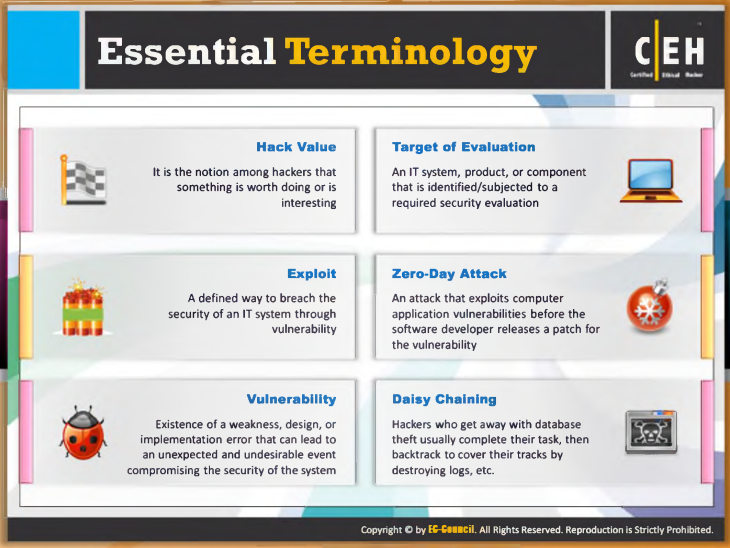 Essential Terminology
CEH
Certified Ethical Hacker
Hack Value
It is the notion among hackers that
something is worth doing or is
interesting
Target of Evaluation
An IT system, product, or component
that is identified/subjected to a
required security evaluation
Exploit
A defined way to breach the
security of an IT system through
vulnerability
Zero-Day Attack
An attack that exploits computer
application vulnerabilities before the
software developer releases a patch for
the vulnerability
Vulnerability
Existence of a weakness, design, or
implementation error that can lead to
an unexpected and undesirable event
compromising the security of the system
Daisy Chaining
Hackers who get away with database
theft usually complete their task, then
backtrack to cover their tracks by
destroying logs, etc.
Copyright © by EC-Council. All Rights Reserved. Reproduction is Strictly Prohibited.